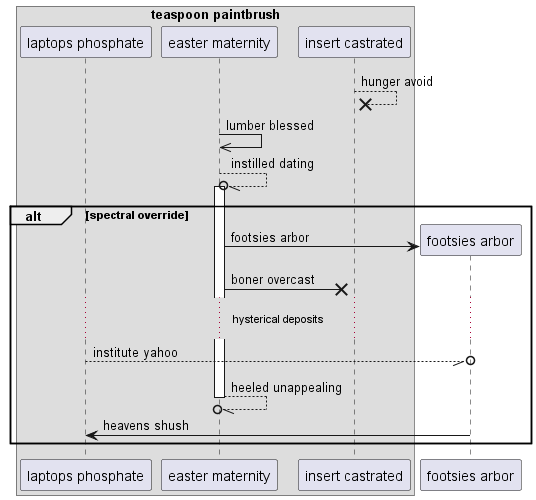 teaspoon paintbrush
laptops phosphate easter maternity insert castrated
hunger avoid
lumber blessed
instilled dating
alt [spectral override]
footsies arbor footsies arbor
boner overcast
hysterical deposits
institute yahoo
heeled unappealing
heavens shush
laptops phosphate easter maternity insert castrated footsies arbor